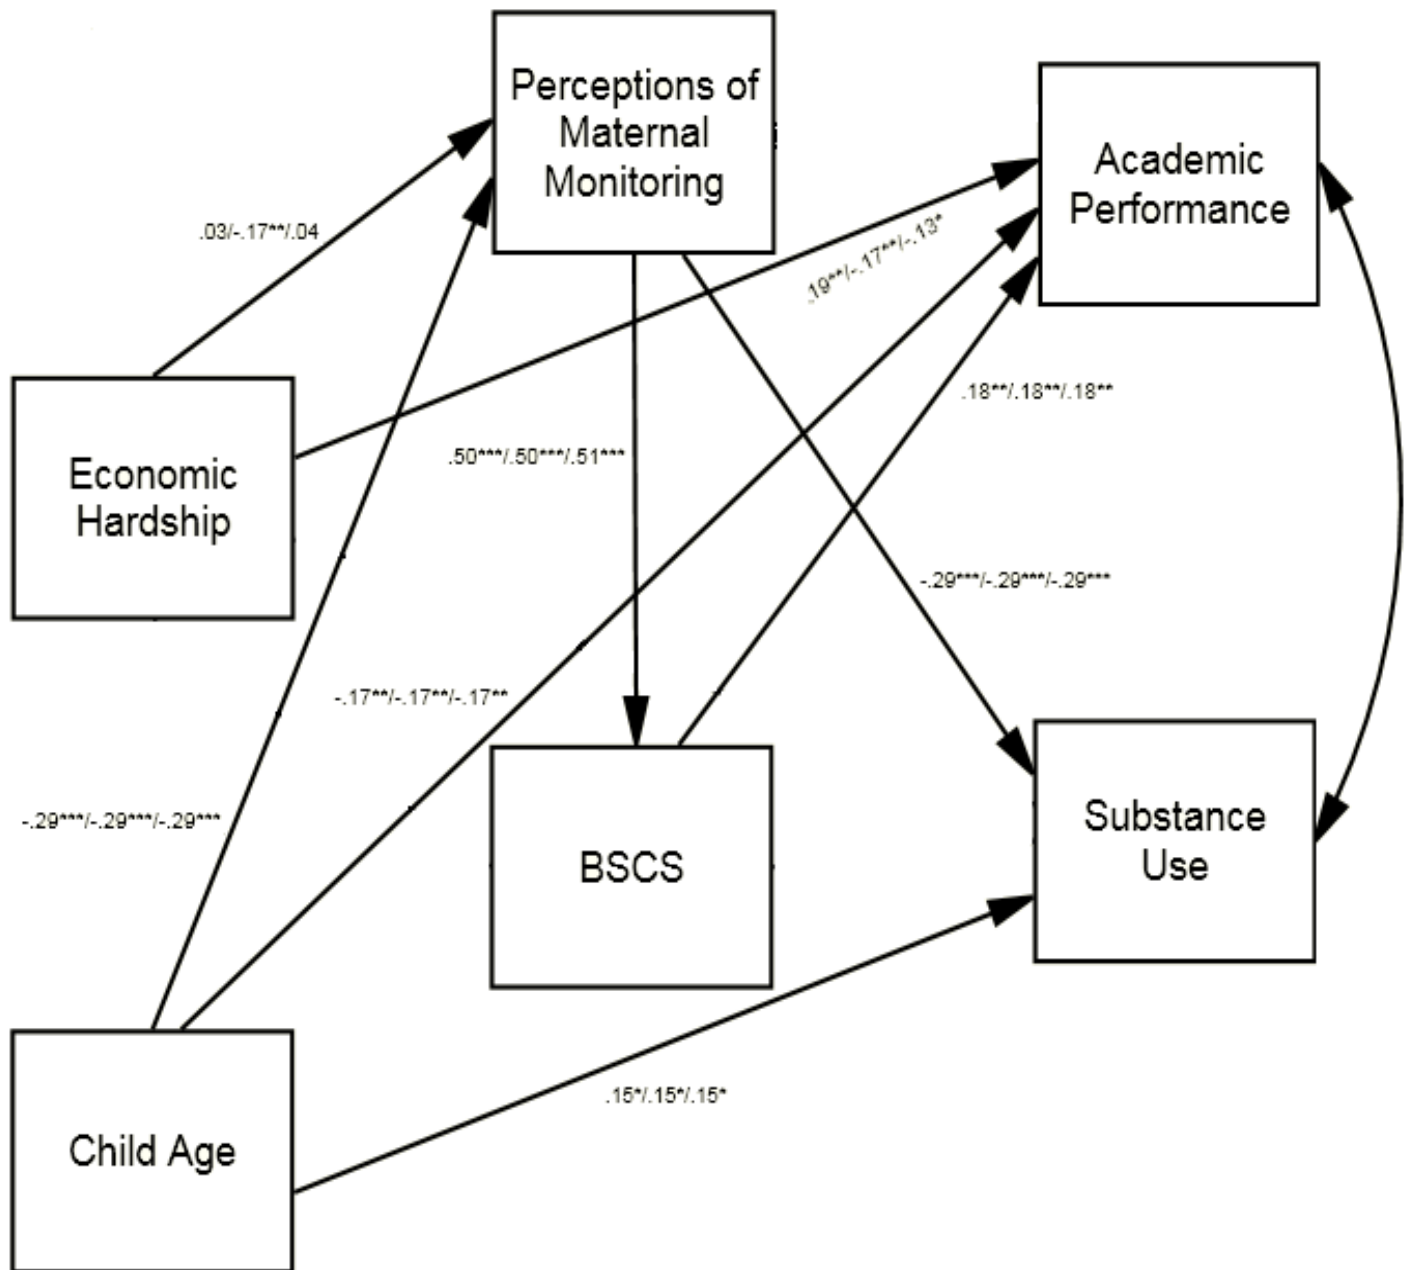 Perceptions of
Maternal
Monitoring
Academic
Performance
.03/-.17**/.04
.19**/-.17**/-.13*
.18**/.18**/.18**
Economic
Hardship
.50***/.50***/.51***
-.29***/-.29***/-.29***
-.17**/-.17**/-.17**
-.29***/-.29***/-.29***
BSCS
Substance
Use
.15*/.15*/.15*
Child Age